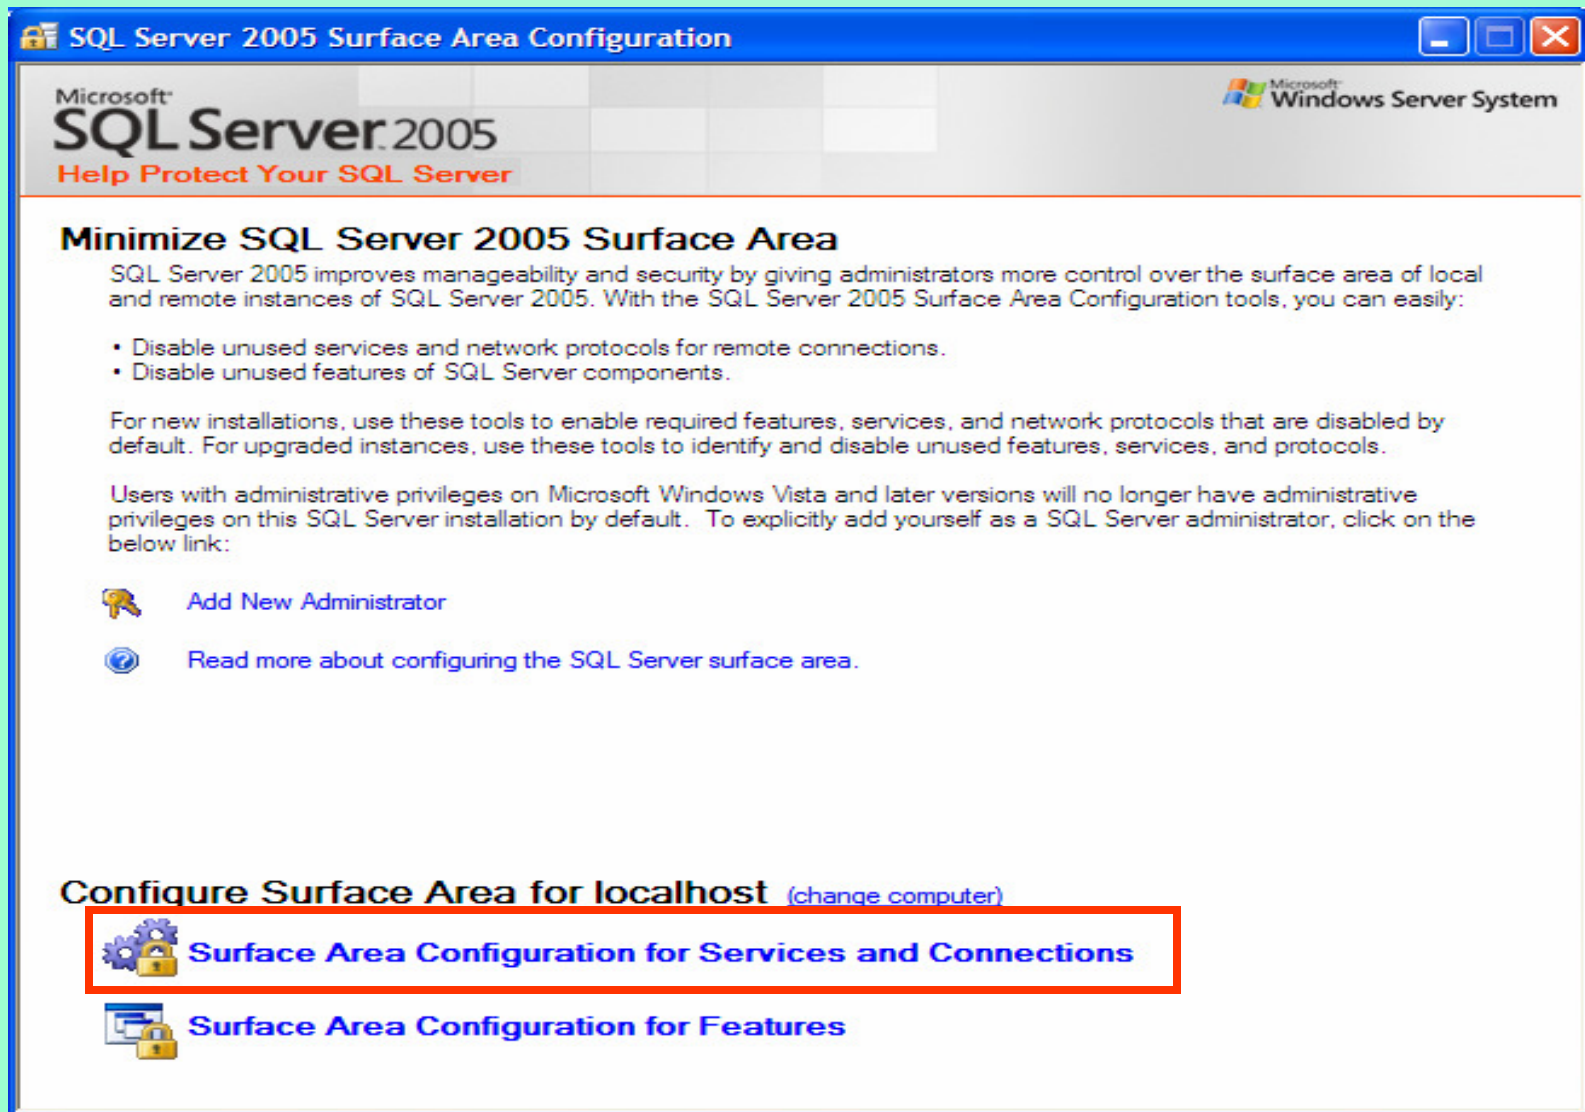 SQL Server 2005 Surface Area Configuration
Microsoft
Windows Server System
Microsoft
SQL Server 2005
Help Protect Your SQL Server
Minimize SQL Server 2005 Surface Area
SQL Server 2005 improves manageability and security by giving administrators more control over the surface area of local
and remote instances of SQL Server 2005. With the SQL Server 2005 Surface Area Configuration tools, you can easily:
• Disable unused services and network protocols for remote connections.
• Disable unused features of SQL Server components.
For new installations, use these tools to enable required features, services, and network protocols that are disabled by
default. For upgraded instances, use these tools to identify and disable unused features, services, and protocols.
Users with administrative privileges on Microsoft Windows Vista and later versions will no longer have administrative
privileges on this SQL Server installation by default.  To explicitly add yourself as a SQL Server administrator, click on the
below link:
Add New Administrator
Read more about configuring the SQL Server surface area.
Configure Surface Area for localhost (change computer)
Surface Area Configuration for Services and Connections
Surface Area Configuration for Features